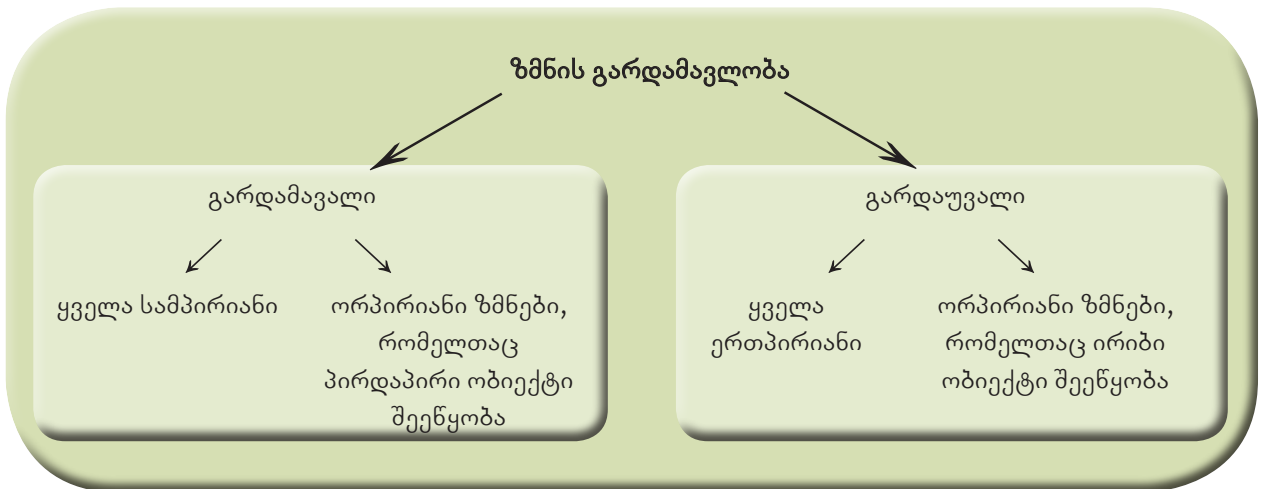 ზმნის გარდამავლობა
გარდამავალი
ყველა სამპირიანი
ორპირიანი ზმნები,
რომელთაც
პირდაპირი ობიექტი
შეეწყობა
გარდაუვალი
ყველა
ერთპირიანი
ორპირიანი ზმნები,
რომელთაც ირიბი
ობიექტი შეეწყობა